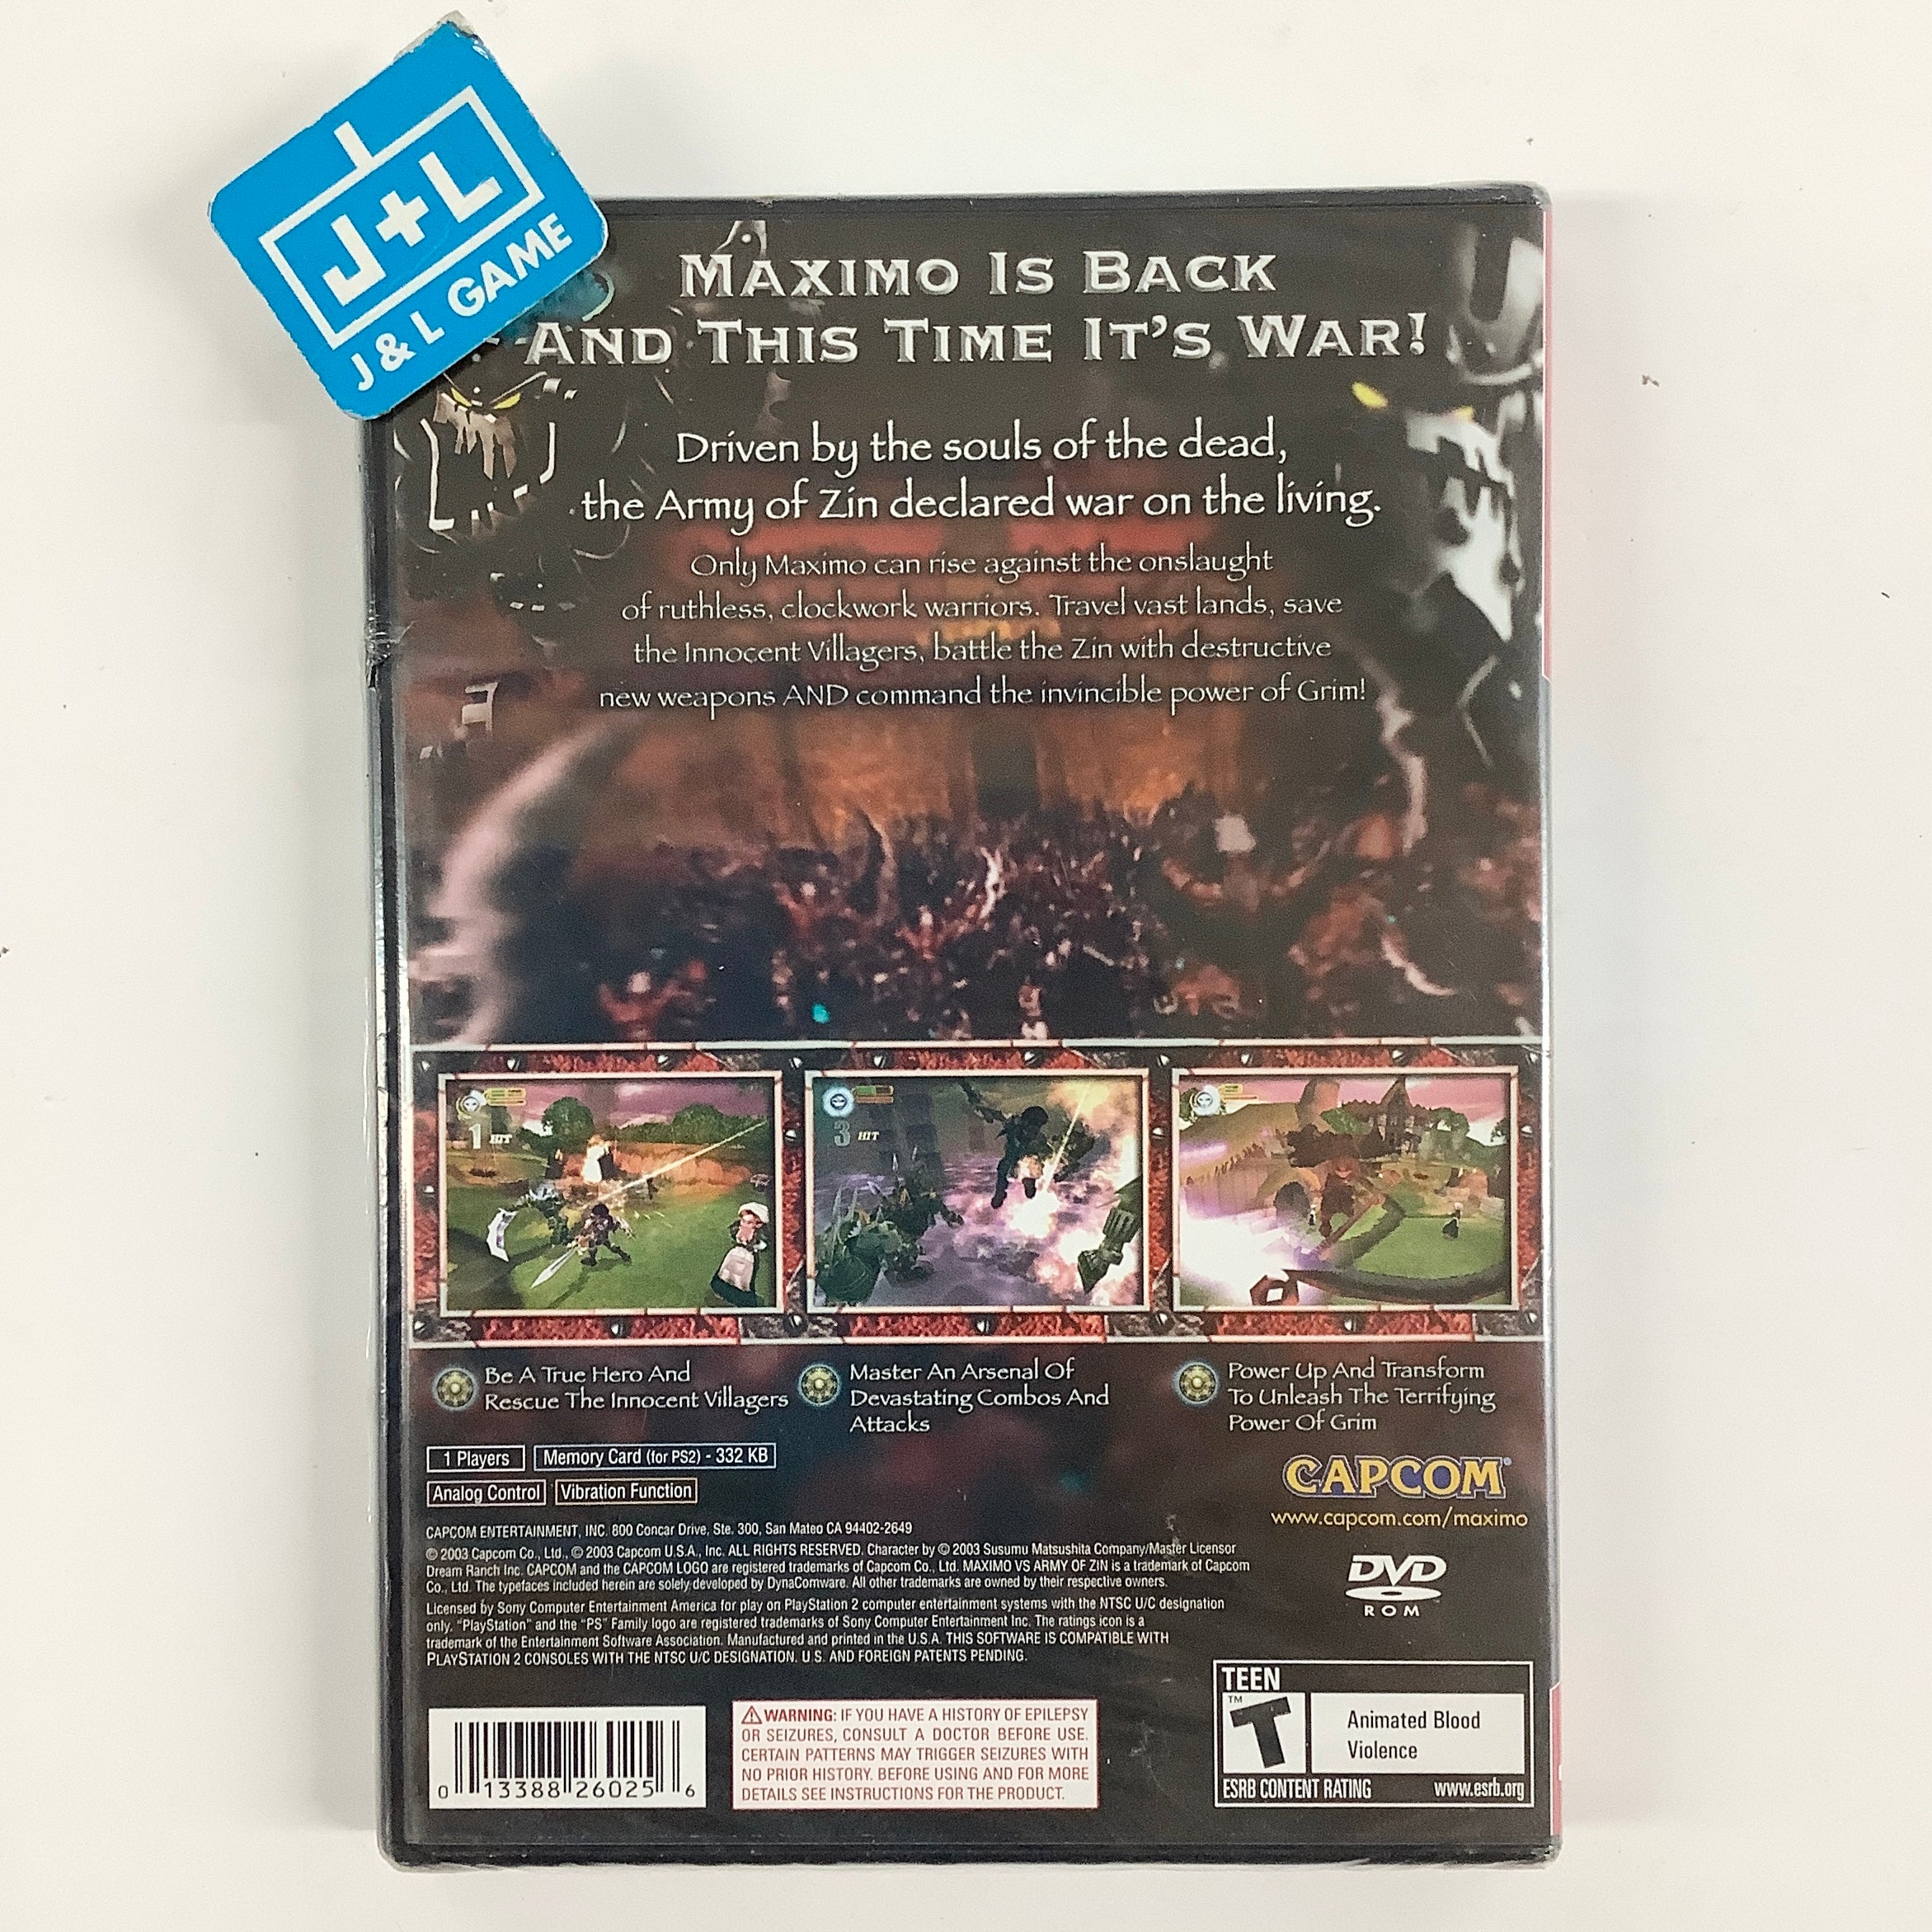 J+L
J & L GAME
MAXIMO IS BACK
AND THIS TIME IT'S WAR!
Driven by the souls of the dead,
the Army of Zin declared war on the living.
Only Maximo can rise against the onslaught
of ruthless, clockwork warriors. Travel vast lands, save
the Innocent Villagers, battle the Zin with destructive
new weapons AND command the invincible power of Grim!
1 HIT
3 HIT
Be A True Hero And
Rescue The Innocent Villagers
Master An Arsenal Of
Devastating Combos And
Attacks
Power Up And Transform
To Unleash The Terrifying
Power Of Grim
1 Players
Memory Card (for PS2) - 332 KB
Analog Control
Vibration Function
CAPCOM®
www.capcom.com/maximo
CAPCOM ENTERTAINMENT, INC. 800 Concar Drive, Ste. 300, San Mateo CA 94402-2649
© 2003 Capcom Co., Ltd., © 2003 Capcom U.S.A., Inc. ALL RIGHTS RESERVED. Character by © 2003 Susumu Matsushita Company/Master Licensor
Dream Ranch Inc. CAPCOM and the CAPCOM LOGO are registered trademarks of Capcom Co., Ltd. MAXIMO VS ARMY OF ZIN is a trademark of Capcom
Co., Ltd. The typefaces included herein are solely developed by DynaComware. All other trademarks are owned by their respective owners.
Licensed by Sony Computer Entertainment America for play on PlayStation 2 computer entertainment systems with the NTSC U/C designation
only. "PlayStation" and the "PS" Family logo are registered trademarks of Sony Computer Entertainment Inc. The ratings icon is a
trademark of the Entertainment Software Association. Manufactured and printed in the U.S.A. THIS SOFTWARE IS COMPATIBLE WITH
PLAYSTATION 2 CONSOLES WITH THE NTSC U/C DESIGNATION. U.S. AND FOREIGN PATENTS PENDING.
DVD
ROM
0 13388 26025 6
WARNING: IF YOU HAVE A HISTORY OF EPILEPSY
OR SEIZURES, CONSULT A DOCTOR BEFORE USE.
CERTAIN PATTERNS MAY TRIGGER SEIZURES WITH
NO PRIOR HISTORY. BEFORE USING AND FOR MORE
DETAILS SEE INSTRUCTIONS FOR THE PRODUCT.
TEEN
T™
Animated Blood
Violence
ESRB CONTENT RATING www.esrb.org